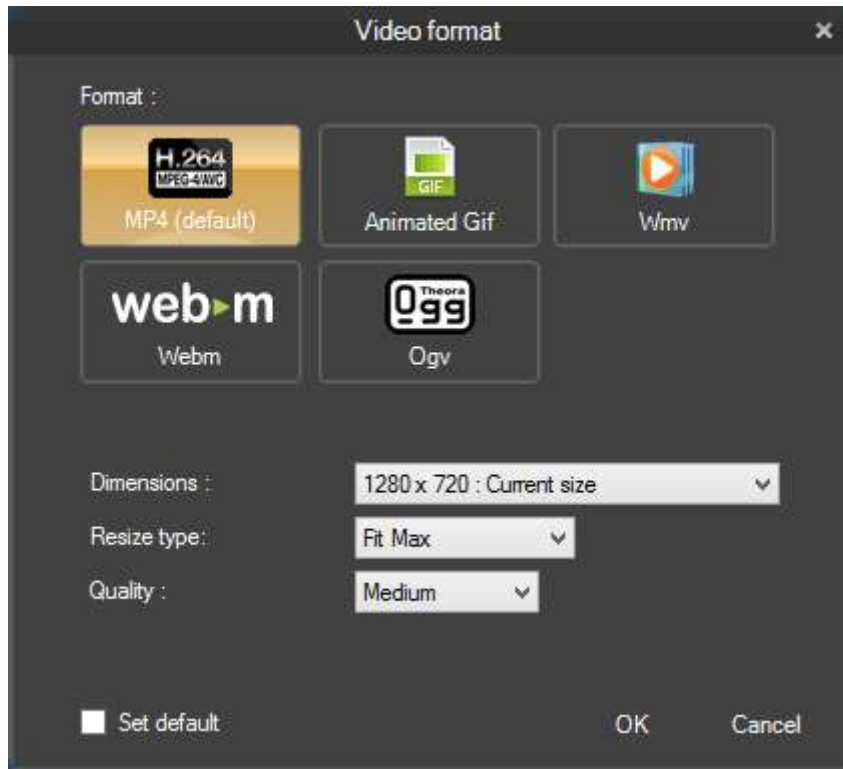 Video format
Format :
H.264
MPEG-4/AVC
MP4 (default)
GIF
Animated Gif
Wmv
web m
Webm
Theora
Ogg
Ogv
Dimensions :
1280 x 720 : Current size
Resize type:
Fit Max
Quality :
Medium
Set default
OK
Cancel